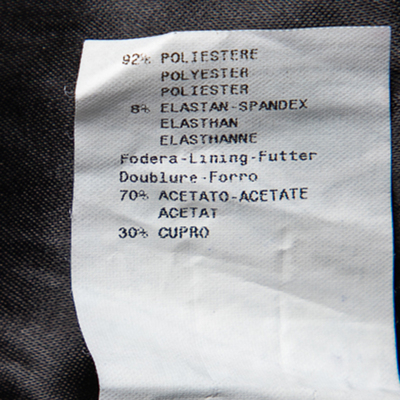 92% POLIESTERE
POLYESTER
POLIESTER
8% ELASTAN-SPANDEX
ELASTHAN
ELASTHANNE
Fodera-Lining-Futter
Doublure-Forro
70% ACETATO-ACETATE
ACETAT
30% CUPRO